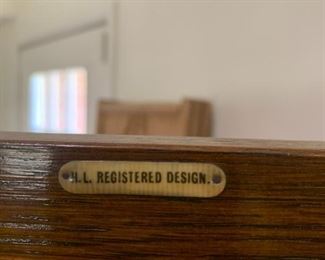 H.L. REGISTERED DESIGN.